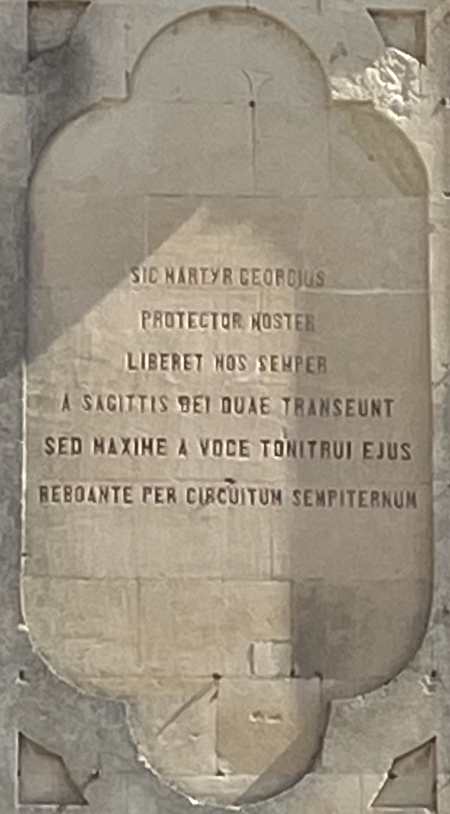 SIC MARTYR GEORGIUS
PROTECTOR NOSTER
LIBERET NOS SEMPER
A SAGITTIS DEI QUAE TRANSEUNT
SED MAXIME A VOCE TONITRUI EJUS
REBOANTE PER CIRCUITUM SEMPITERNUM